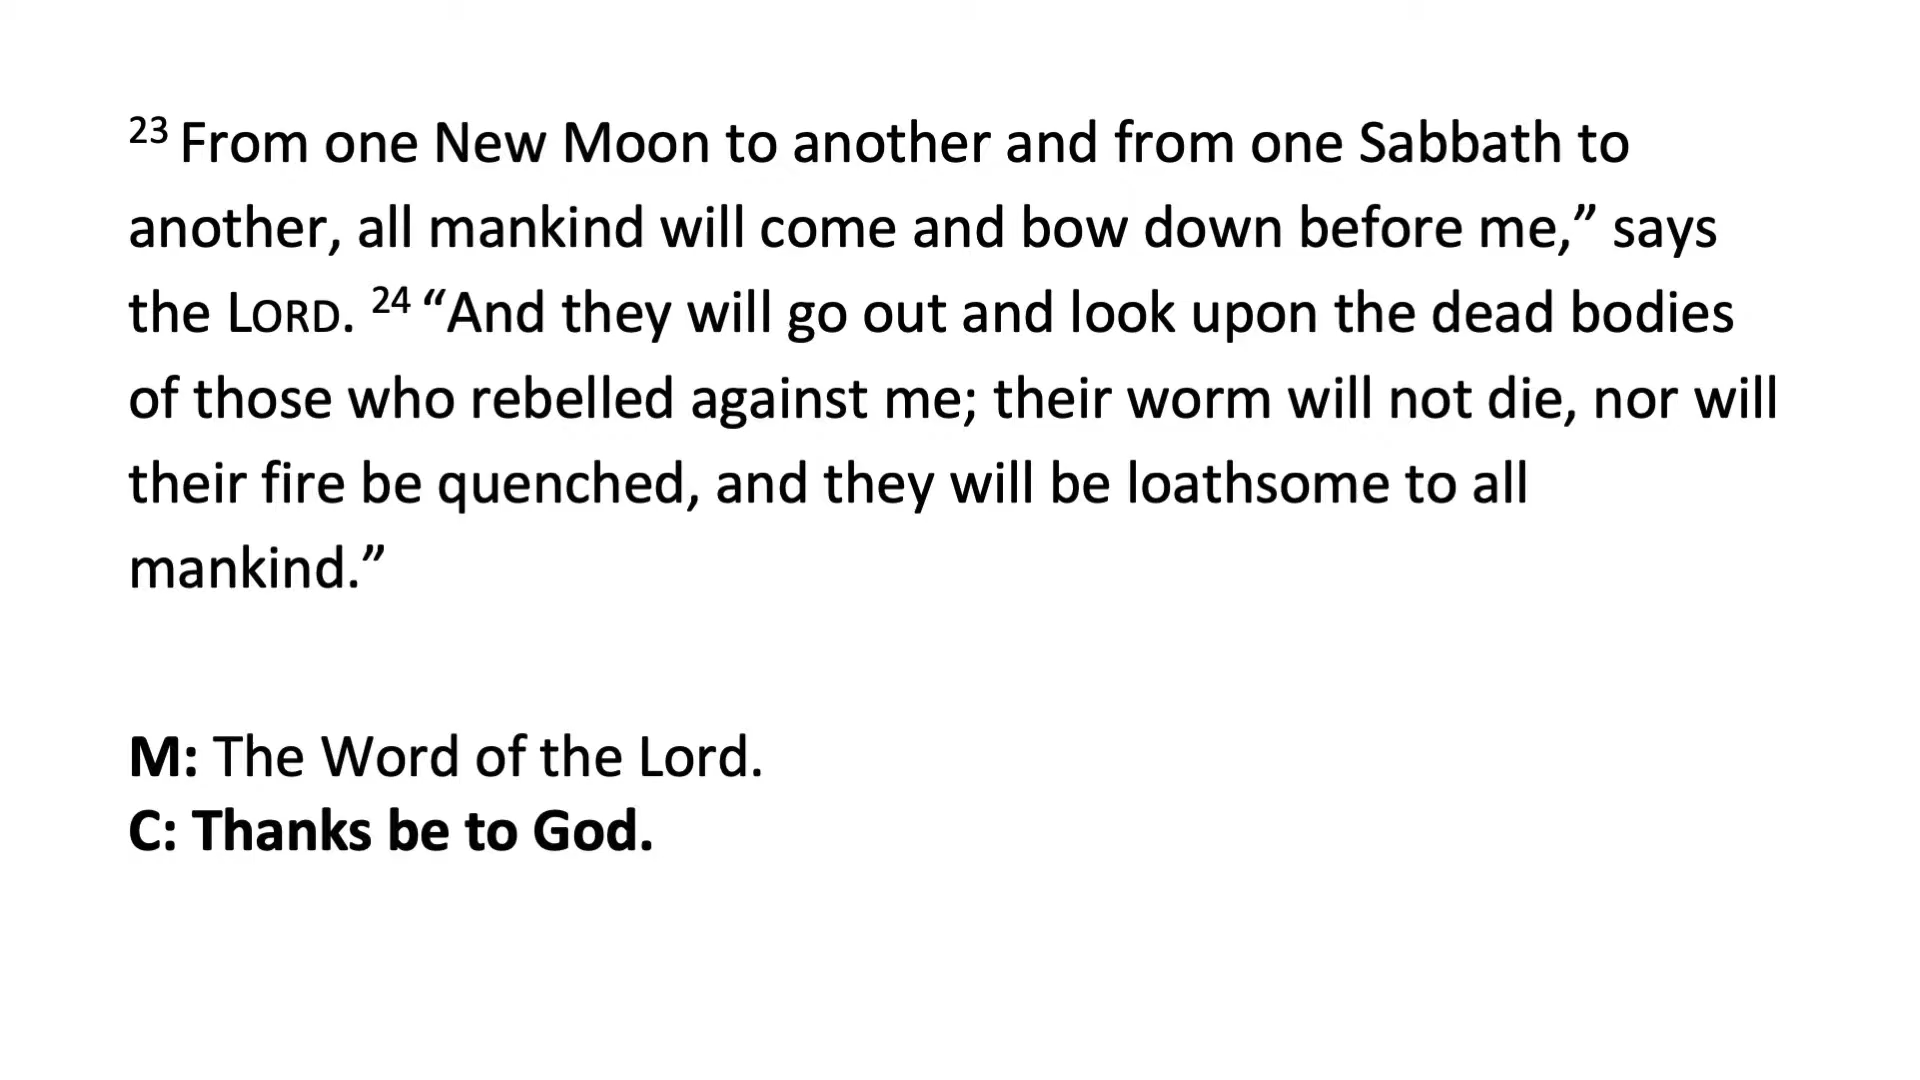 23 From one New Moon to another and from one Sabbath to
another, all mankind will come and bow down before me,” says
the LORD. 24 “And they will go out and look upon the dead bodies
of those who rebelled against me; their worm will not die, nor will
their fire be quenched, and they will be loathsome to all
mankind.”
M: The Word of the Lord.
C: Thanks be to God.